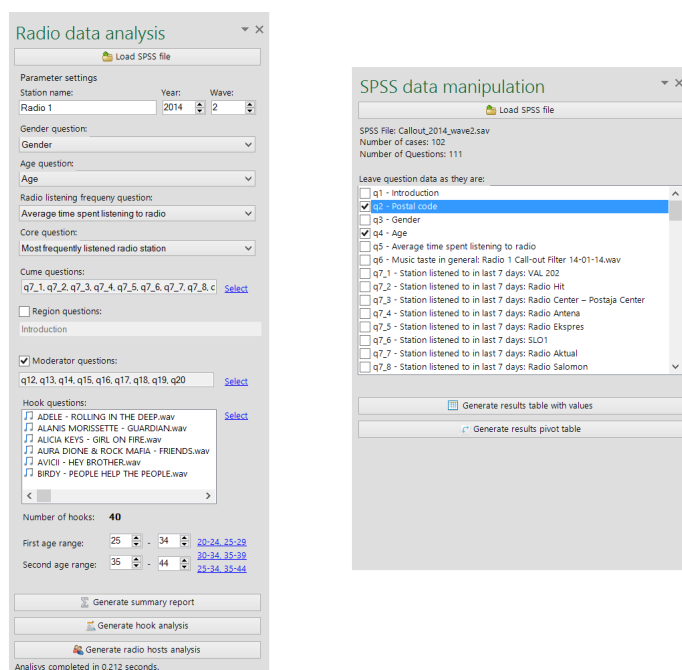 Radio data analysis
Load SPSS file
Parameter settings
Station name: Year: Wave:
Radio 1 2014 2
Gender question:
Gender
Age question:
Age
Radio listening frequeny question:
Average time spent listening to radio
Core question:
Most frequently listened radio station
Cume questions:
q7_1, q7_2, q7_3, q7_4, q7_5, q7_6, q7_7, q7_8, c Select
Region questions:
Introduction
Moderator questions:
q12, q13, q14, q15, q16, q17, q18, q19, q20 Select
Hook questions:
ADELE - ROLLING IN THE DEEP.wav Select
ALANIS MORISSETTE - GUARDIAN.wav
ALICIA KEYS - GIRL ON FIRE.wav
AURA DIONE & ROCK MAFIA - FRIENDS.wav
AVICII - HEY BROTHER.wav
BIRDY - PEOPLE HELP THE PEOPLE.wav
Number of hooks: 40
First age range: 25 - 34 20-24, 25-29
30-34, 35-39
Second age range: 35 - 44 25-34, 35-44
Generate summary report
Generate hook analysis
Generate radio hosts analysis
Analisys completed in 0.212 seconds.
SPSS data manipulation
Load SPSS file
SPSS File: Callout_2014_wave2.sav
Number of cases: 102
Number of Questions: 111
Leave question data as they are:
q1 - Introduction
q2 - Postal code
q3 - Gender
q4 - Age
q5 - Average time spent listening to radio
q6 - Music taste in general: Radio 1 Call-out Filter 14-01-14.wav
q7_1 - Station listened to in last 7 days: VAL 202
q7_2 - Station listened to in last 7 days: Radio Hit
q7_3 - Station listened to in last 7 days: Radio Center – Postaja Center
q7_4 - Station listened to in last 7 days: Radio Antena
q7_5 - Station listened to in last 7 days: Radio Ekspres
q7_6 - Station listened to in last 7 days: SLO1
q7_7 - Station listened to in last 7 days: Radio Aktual
q7_8 - Station listened to in last 7 days: Radio Salomon
Generate results table with values
Generate results pivot table